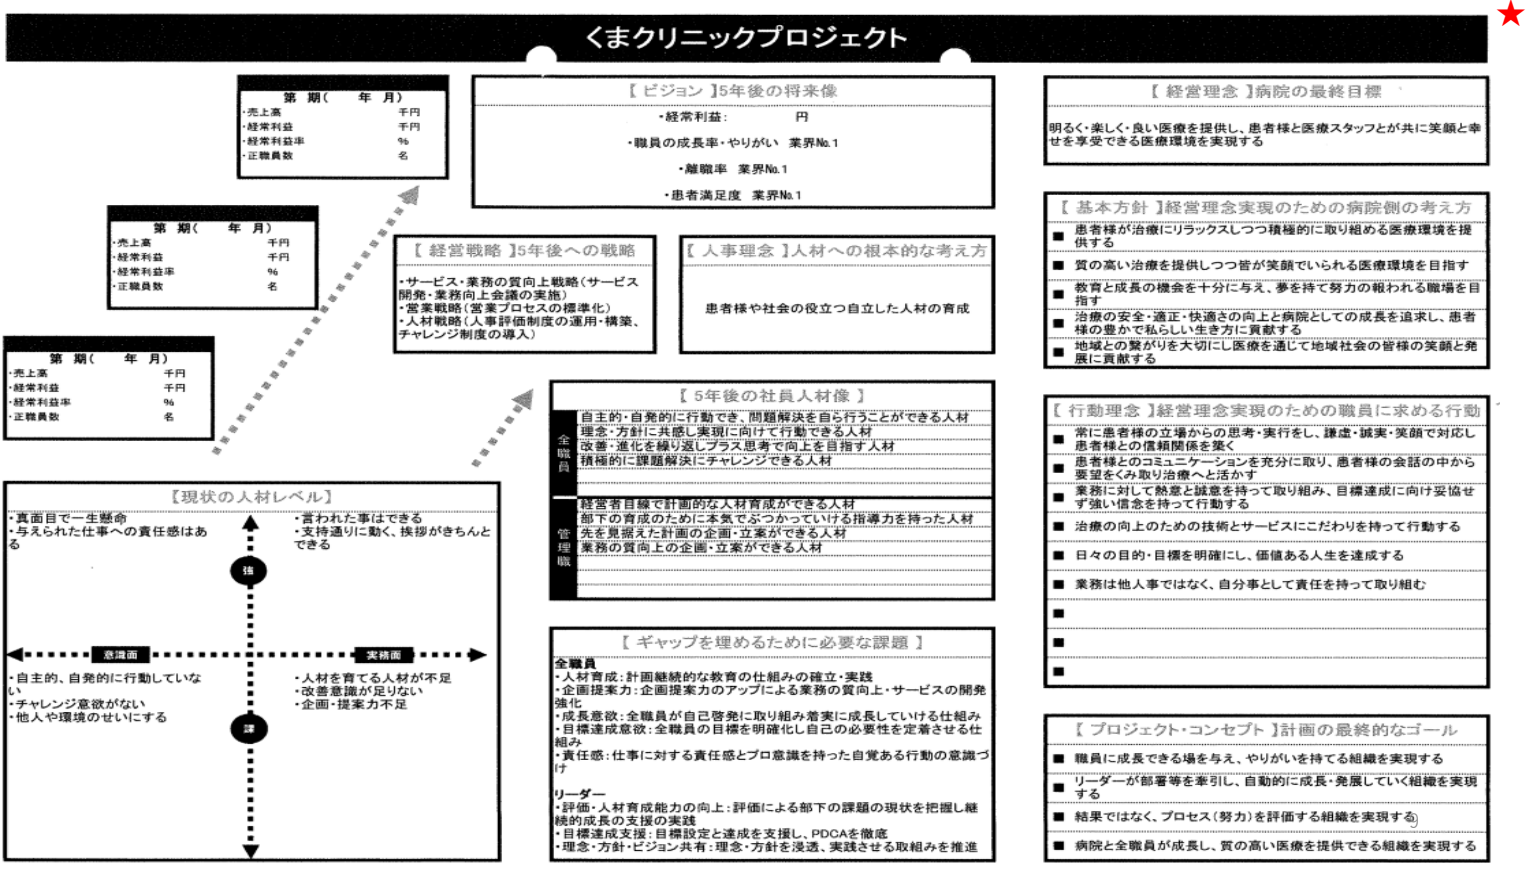 くまクリニックプロジェクト
第　期(　　年　月)
・売上高　千円
・経常利益　千円
・経常利益率　%
・正職員数　名
第　期(　　年　月)
・売上高　千円
・経常利益　千円
・経常利益率　%
・正職員数　名
第　期(　　年　月)
・売上高　千円
・経常利益　千円
・経常利益率　%
・正職員数　名
【現状の人材レベル】
・真面目で一生懸命
・与えられた仕事への責任感はあ
る
・言われた事はできる
・支持通りに動く、挨拶がきちんと
できる
強
意識面
実務面
・自主的、自発的に行動していな
い
・チャレンジ意欲がない
・他人や環境のせいにする
・人材を育てる人材が不足
・改善意識が足りない
・企画・提案力不足
課
【 ビジョン 】5年後の将来像
・経常利益：　円
・職員の成長率・やりがい　業界No.1
・離職率　業界No.1
・患者満足度　業界No.1
【 経営戦略 】5年後への戦略
・サービス・業務の質向上戦略(サービス
開発・業務向上会議の実施)
・営業戦略(営業プロセスの標準化)
・人材戦略(人事評価制度の運用・構築、
チャレンジ制度の導入)
【 人事理念 】人材への根本的な考え方
患者様や社会の役立つ自立した人材の育成
【 5年後の社員人材像 】
全職員
自主的・自発的に行動でき、問題解決を自ら行うことができる人材
理念・方針に共感し実現に向けて行動できる人材
改善・進化を繰り返しプラス思考で向上を目指す人材
積極的に課題解決にチャレンジできる人材
管理職
経営者目線で計画的な人材育成ができる人材
部下の育成のために本気でぶつかっていける指導力を持った人材
先を見据えた計画の企画・立案ができる人材
業務の質向上の企画・立案ができる人材
【 ギャップを埋めるために必要な課題 】
全職員
・人材育成：計画継続的な教育の仕組みの確立・実践
・企画提案力：企画提案力のアップによる業務の質向上・サービスの開発
強化
・成長意欲：全職員が自己啓発に取り組み着実に成長していける仕組み
・目標達成意欲：全職員の目標を明確化し自己の必要性を定着させる仕
組み
・責任感：仕事に対する責任感とプロ意識を持った自覚ある行動の意識づ
け
リーダー
・評価・人材育成能力の向上：評価による部下の課題の現状を把握し継
続的成長の支援の実践
・目標達成支援：目標設定と達成を支援し、PDCAを徹底
・理念・方針・ビジョン共有：理念・方針を浸透、実践させる取組みを推進
【 経営理念 】病院の最終目標
明るく・楽しく・良い医療を提供し、患者様と医療スタッフとが共に笑顔と幸
せを享受できる医療環境を実現する
【 基本方針 】経営理念実現のための病院側の考え方
■ 患者様が治療にリラックスしつつ積極的に取り組める医療環境を提
供する
■ 質の高い治療を提供しつつ皆が笑顔でいられる医療環境を目指す
■ 教育と成長の機会を十分に与え、夢を持て努力の報われる職場を目
指す
■ 治療の安全・適正・快適さの向上と病院としての成長を追求し、患者
様の豊かで私らしい生き方に貢献する
■ 地域との繋がりを大切にし医療を通じて地域社会の皆様の笑顔と発
展に貢献する
【 行動理念 】経営理念実現のための職員に求める行動
■ 常に患者様の立場からの思考・実行をし、謙虚・誠実・笑顔で対応し
患者様との信頼関係を築く
■ 患者様とのコミュニケーションを充分に取り、患者様の会話の中から
要望をくみ取り治療へと活かす
■ 業務に対して熱意と誠意を持って取り組み、目標達成に向け妥協せ
ず強い信念を持って行動する
■ 治療の向上のための技術とサービスにこだわりを持って行動する
■ 日々の目的・目標を明確にし、価値ある人生を達成する
■ 業務は他人事ではなく、自分事として責任を持って取り組む
■
■
■
【 プロジェクト・コンセプト 】計画の最終的なゴール
■ 職員に成長できる場を与え、やりがいを持てる組織を実現する
■ リーダーが部署等を牽引し、自動的に成長・発展していく組織を実現
する
■ 結果ではなく、プロセス(努力)を評価する組織を実現する
■ 病院と全職員が成長し、質の高い医療を提供できる組織を実現する